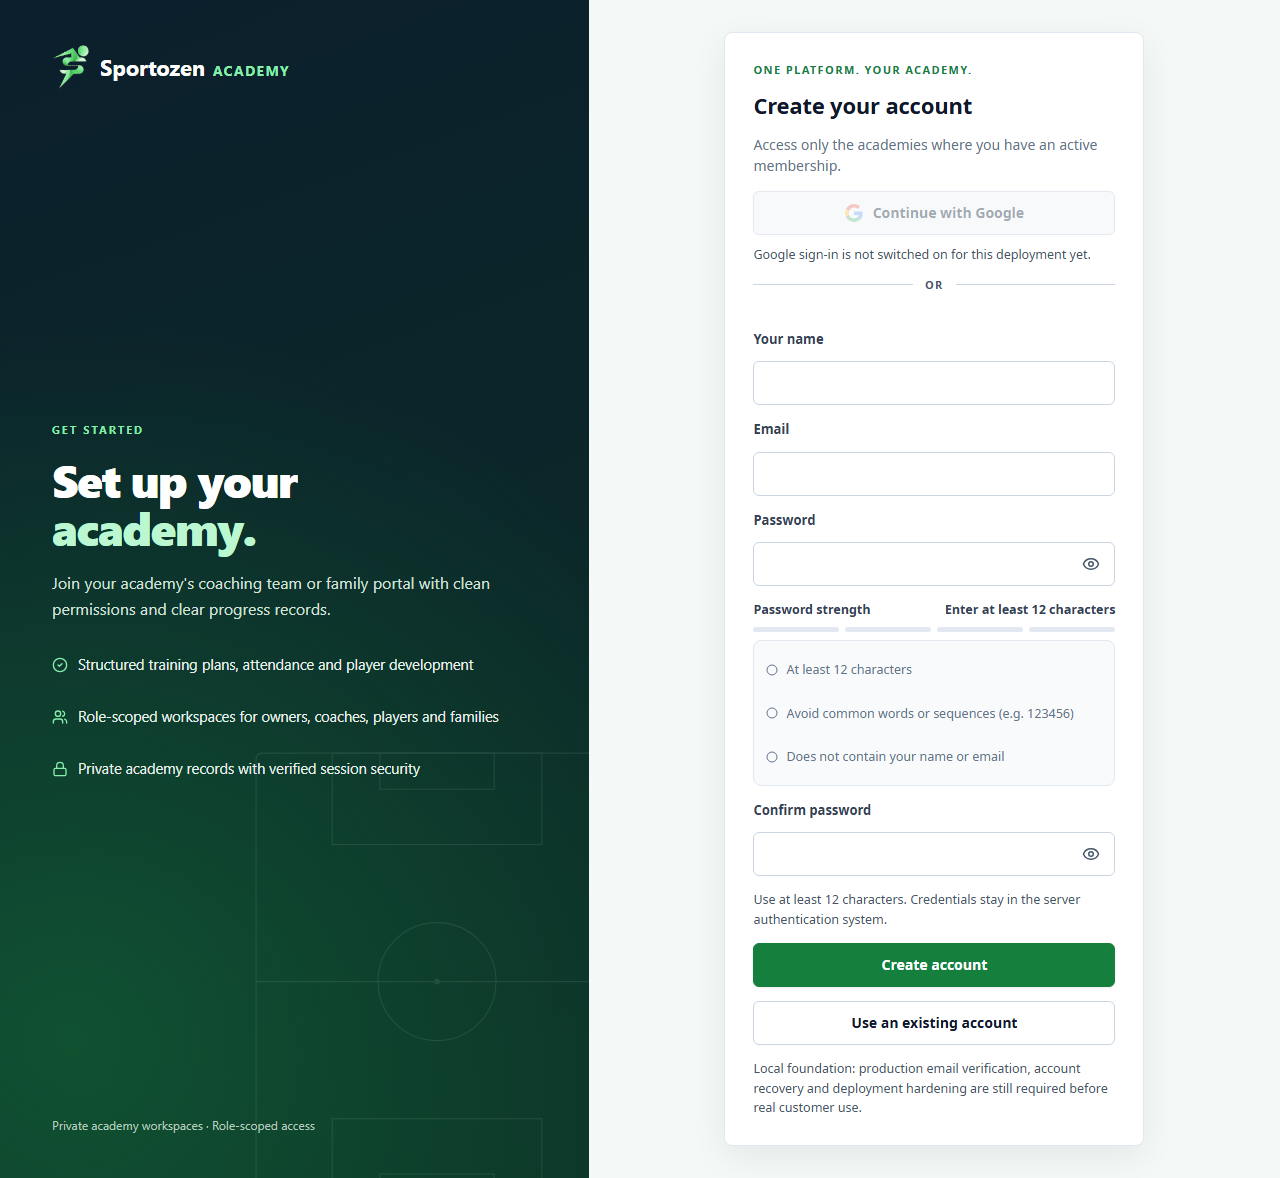 Sportozen ACADEMY
GET STARTED
Set up your
academy.
Join your academy's coaching team or family portal with clean
permissions and clear progress records.
Structured training plans, attendance and player development
Role-scoped workspaces for owners, coaches, players and families
Private academy records with verified session security
Private academy workspaces · Role-scoped access
ONE PLATFORM. YOUR ACADEMY.
Create your account
Access only the academies where you have an active
membership.
Continue with Google
Google sign-in is not switched on for this deployment yet.
OR
Your name
Email
Password
Password strength Enter at least 12 characters
At least 12 characters
Avoid common words or sequences (e.g. 123456)
Does not contain your name or email
Confirm password
Use at least 12 characters. Credentials stay in the server
authentication system.
Create account
Use an existing account
Local foundation: production email verification, account
recovery and deployment hardening are still required before
real customer use.